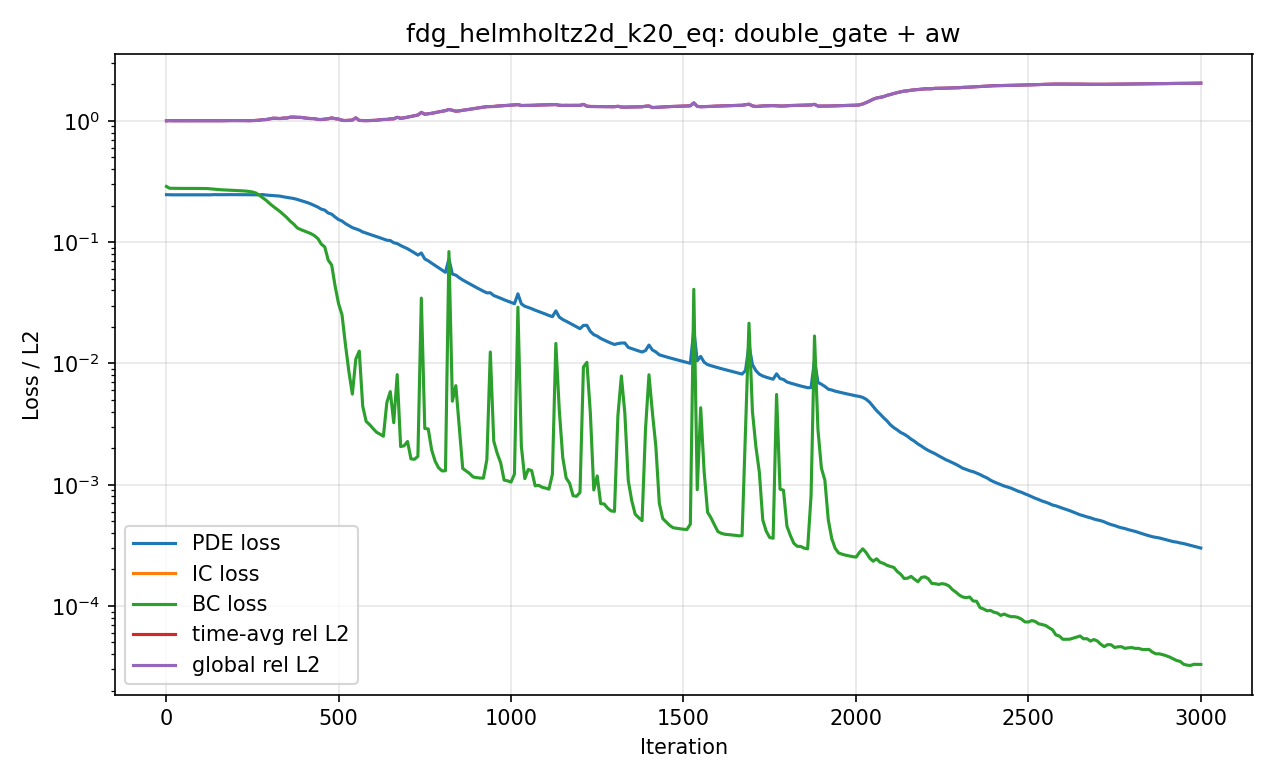 fdg_helmholtz2d_k20_eq: double_gate + aw
Loss / L2
10⁰
10⁻¹
10⁻²
10⁻³
10⁻⁴
PDE loss
IC loss
BC loss
time-avg rel L2
global rel L2
0 500 1000 1500 2000 2500 3000
Iteration